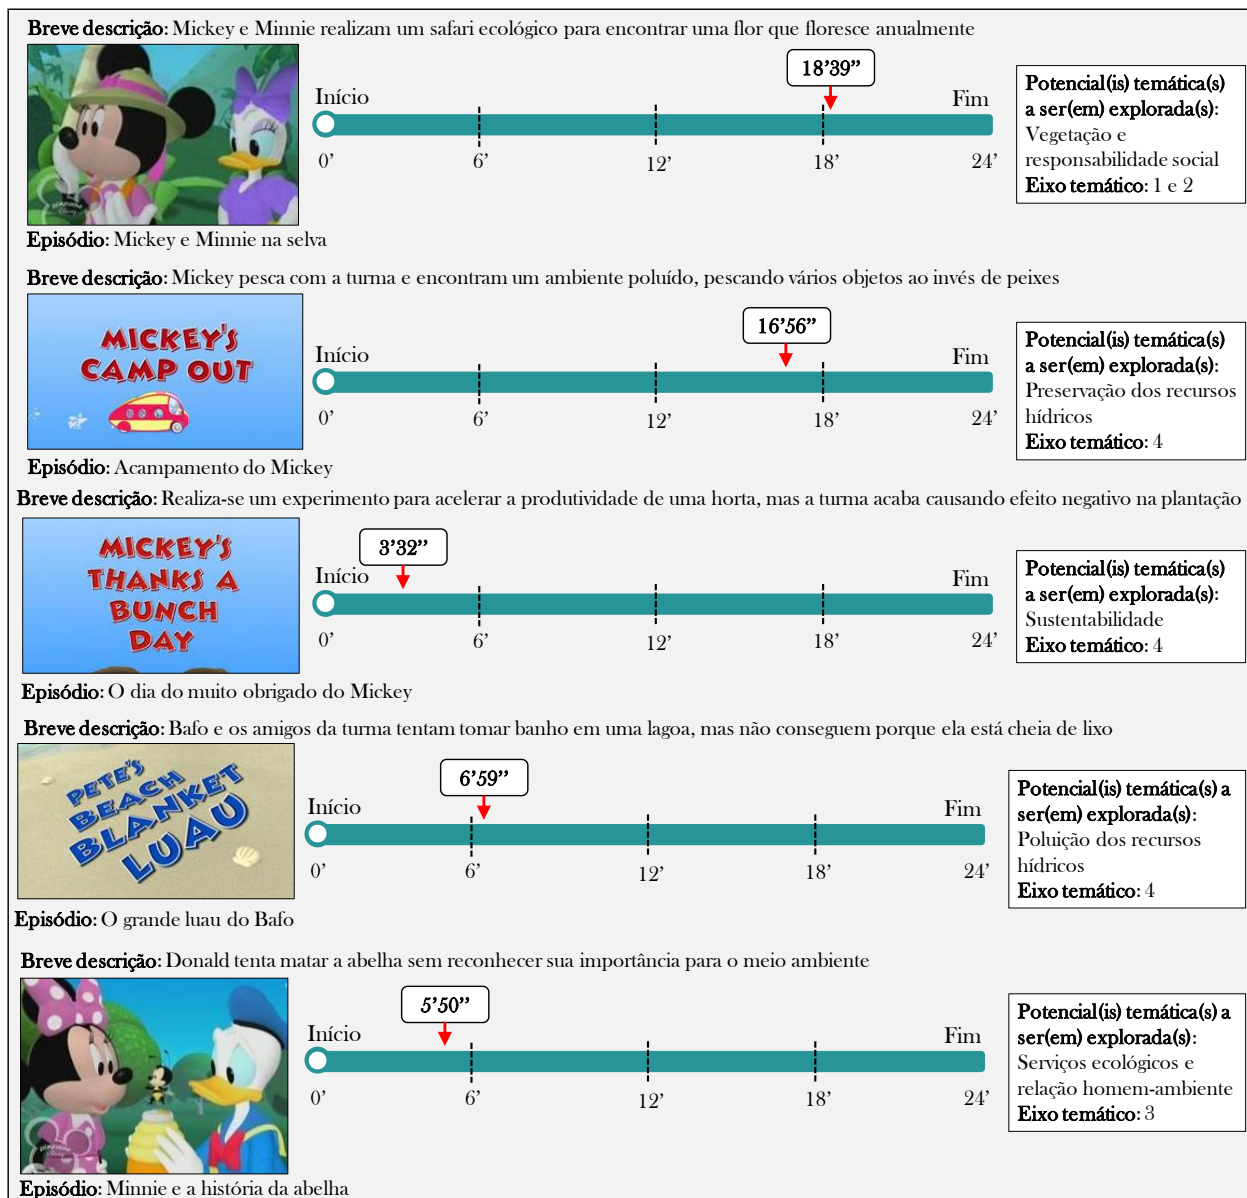 Breve descrição: Mickey e Minnie realizam um safari ecológico para encontrar uma flor que floresce anualmente
18’39”
Início
Fim
0’
6’
12’
18’
24’
Potencial(is) temática(s)
a ser(em) explorada(s):
Vegetação e
responsabilidade social
Eixo temático: 1 e 2
Episódio: Mickey e Minnie na selva
Breve descrição: Mickey pesca com a turma e encontram um ambiente poluído, pescando vários objetos ao invés de peixes
MICKEY'S
CAMP OUT
16’56”
Início
Fim
0’
6’
12’
18’
24’
Potencial(is) temática(s)
a ser(em) explorada(s):
Preservação dos recursos
hídricos
Eixo temático: 4
Episódio: Acampamento do Mickey
Breve descrição: Realiza-se um experimento para acelerar a produtividade de uma horta, mas a turma acaba causando efeito negativo na plantação
MICKEY'S
THANKS A
BUNCH
DAY
3’32”
Início
Fim
0’
6’
12’
18’
24’
Potencial(is) temática(s)
a ser(em) explorada(s):
Sustentabilidade
Eixo temático: 4
Episódio: O dia do muito obrigado do Mickey
Breve descrição: Bafo e os amigos da turma tentam tomar banho em uma lagoa, mas não conseguem porque ela está cheia de lixo
PETE'S
BEACH
BLANKET
LUAU
6’59”
Início
Fim
0’
6’
12’
18’
24’
Potencial(is) temática(s) a
ser(em) explorada(s):
Poluição dos recursos
hídricos
Eixo temático: 4
Episódio: O grande luau do Bafo
Breve descrição: Donald tenta matar a abelha sem reconhecer sua importância para o meio ambiente
5’50”
Início
Fim
0’
6’
12’
18’
24’
Potencial(is) temática(s) a
ser(em) explorada(s):
Serviços ecológicos e
relação homem-ambiente
Eixo temático: 3
Episódio: Minnie e a história da abelha